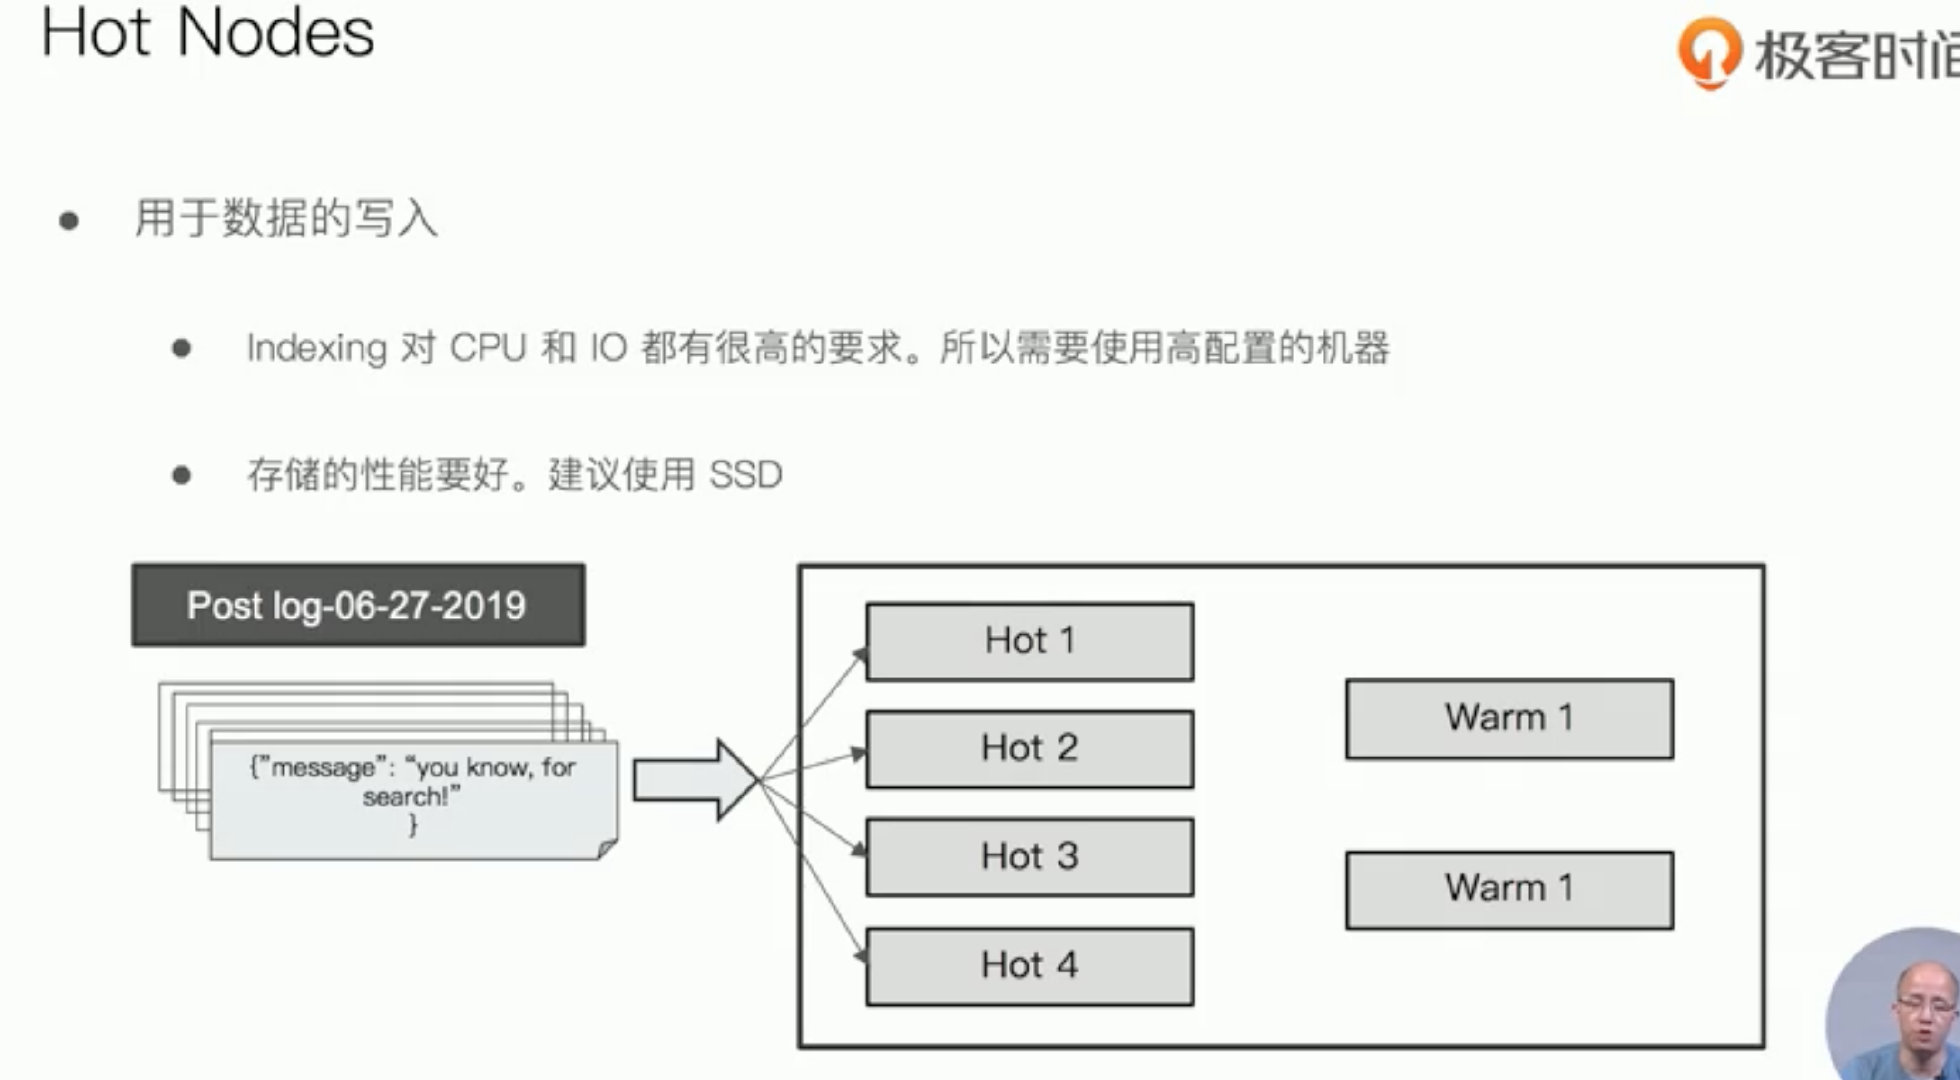 Hot Nodes
极客时间
用于数据的写入
Indexing 对 CPU 和 IO 都有很高的要求。所以需要使用高配置的机器
存储的性能要好。建议使用 SSD
Post log-06-27-2019
{”message”: “you know, for
search!”
}
Hot 1
Hot 2
Hot 3
Hot 4
Warm 1
Warm 1